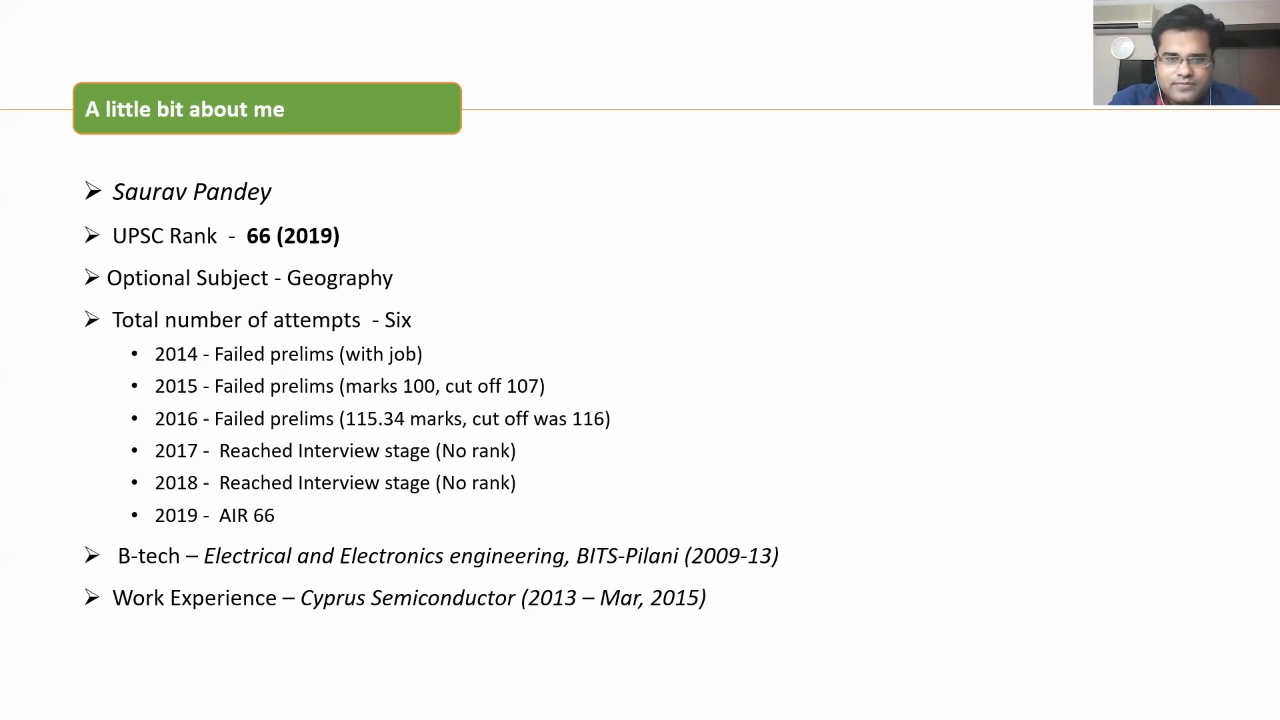 A little bit about me
Saurav Pandey
UPSC Rank - 66 (2019)
Optional Subject - Geography
Total number of attempts - Six
2014 - Failed prelims (with job)
2015 - Failed prelims (marks 100, cut off 107)
2016 - Failed prelims (115.34 marks, cut off was 116)
2017 - Reached Interview stage (No rank)
2018 - Reached Interview stage (No rank)
2019 - AIR 66
B-tech – Electrical and Electronics engineering, BITS-Pilani (2009-13)
Work Experience – Cyprus Semiconductor (2013 – Mar, 2015)